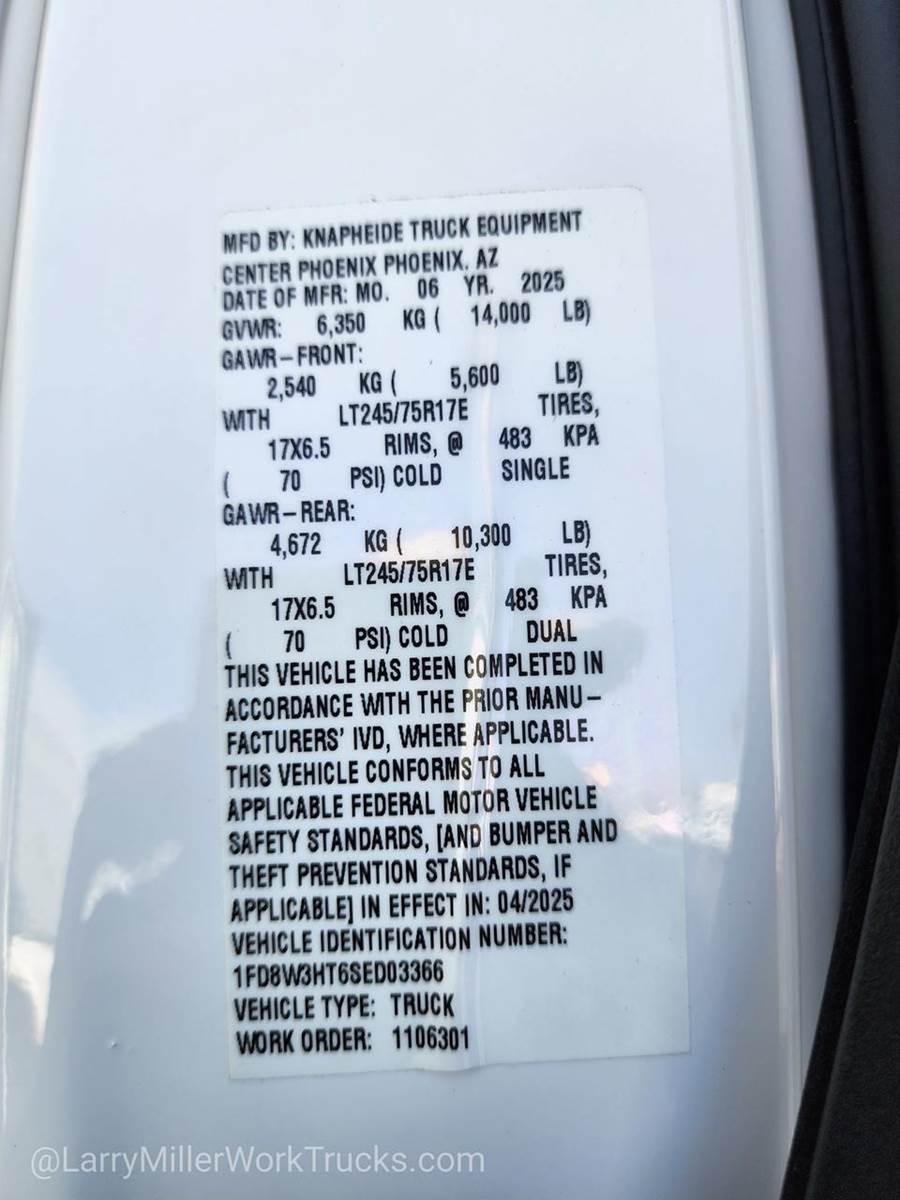 MFD BY: KNAPHEIDE TRUCK EQUIPMENT
CENTER PHOENIX PHOENIX. AZ
DATE OF MFR: MO. 06 YR. 2025
GVWR: 6,350 KG ( 14,000 LB)
GAWR-FRONT:
2,540 KG ( 5,600 LB)
WITH LT245/75R17E TIRES,
17X6.5 RIMS, @ 483 KPA
( 70 PSI) COLD SINGLE
GAWR-REAR:
4,672 KG ( 10,300 LB)
WITH LT245/75R17E TIRES,
17X6.5 RIMS, @ 483 KPA
( 70 PSI) COLD DUAL
THIS VEHICLE HAS BEEN COMPLETED IN
ACCORDANCE WITH THE PRIOR MANU-
FACTURERS' IVD, WHERE APPLICABLE.
THIS VEHICLE CONFORMS TO ALL
APPLICABLE FEDERAL MOTOR VEHICLE
SAFETY STANDARDS, [AND BUMPER AND
THEFT PREVENTION STANDARDS, IF
APPLICABLE] IN EFFECT IN: 04/2025
VEHICLE IDENTIFICATION NUMBER:
1FD8W3HT6SED03366
VEHICLE TYPE: TRUCK
WORK ORDER: 1106301
@LarryMillerWorkTrucks.com